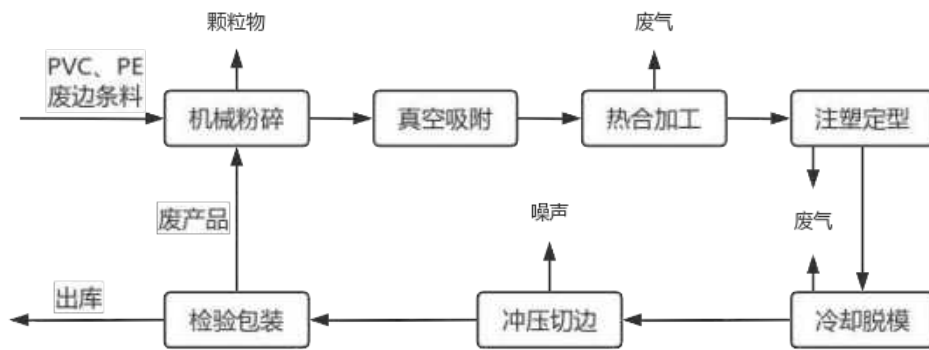 颗粒物
废气
PVC、PE
废边条料
机械粉碎
真空吸附
热合加工
注塑定型
废产品
噪声
废气
出库
检验包装
冲压切边
冷却脱模